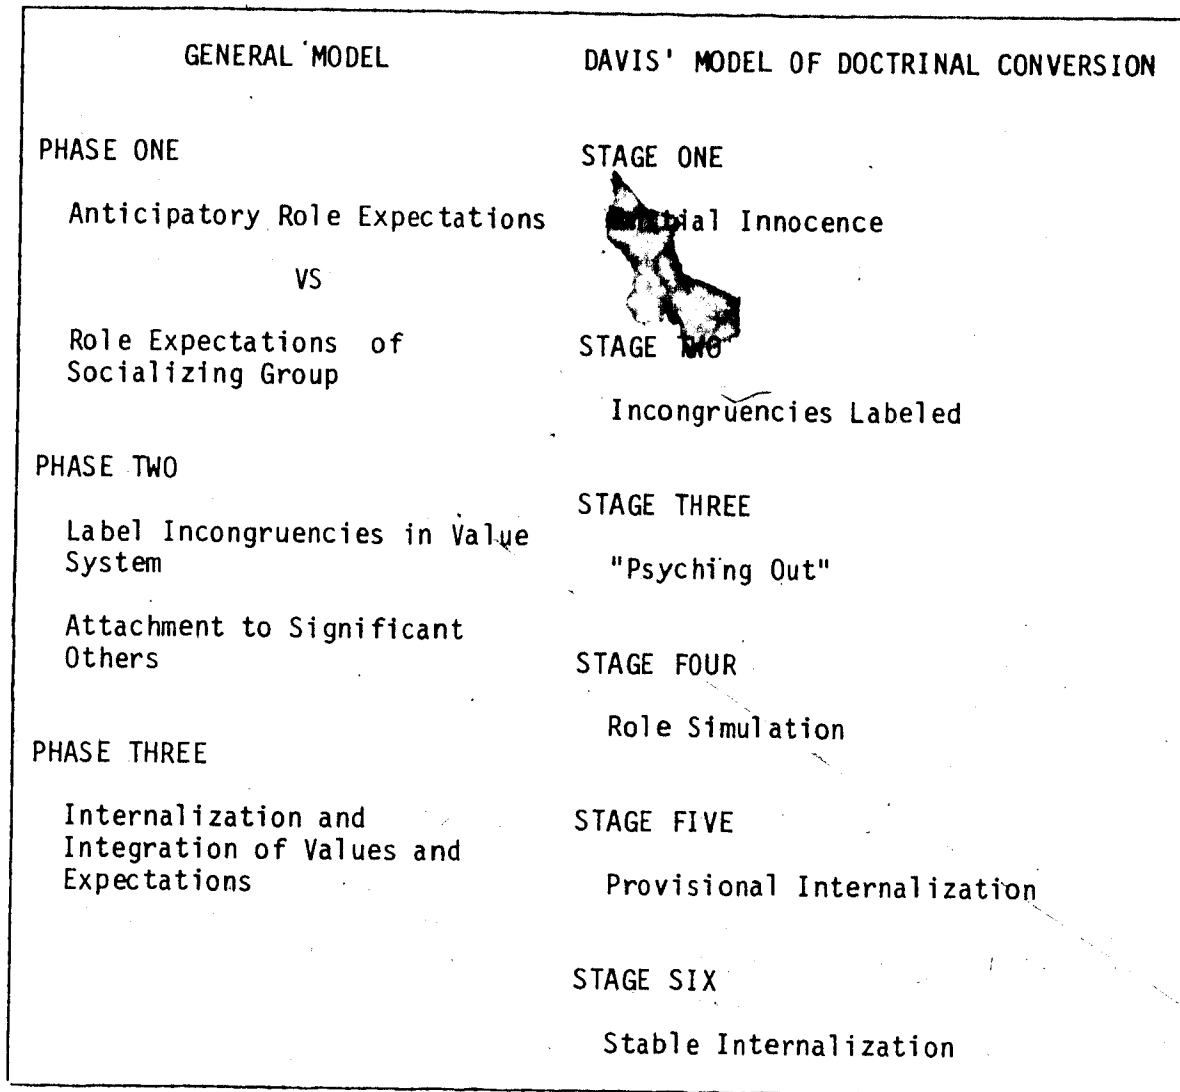 GENERAL MODEL
PHASE ONE
Anticipatory Role Expectations
VS
Role Expectations of
Socializing Group
PHASE TWO
Label Incongruencies in Value
System
Attachment to Significant
Others
PHASE THREE
Internalization and
Integration of Values and
Expectations
DAVIS' MODEL OF DOCTRINAL CONVERSION
STAGE ONE
Innocence
STAGE TWO
Incongruencies Labeled
STAGE THREE
"Psyching Out"
STAGE FOUR
Role Simulation
STAGE FIVE
Provisional Internalization
STAGE SIX
Stable Internalization